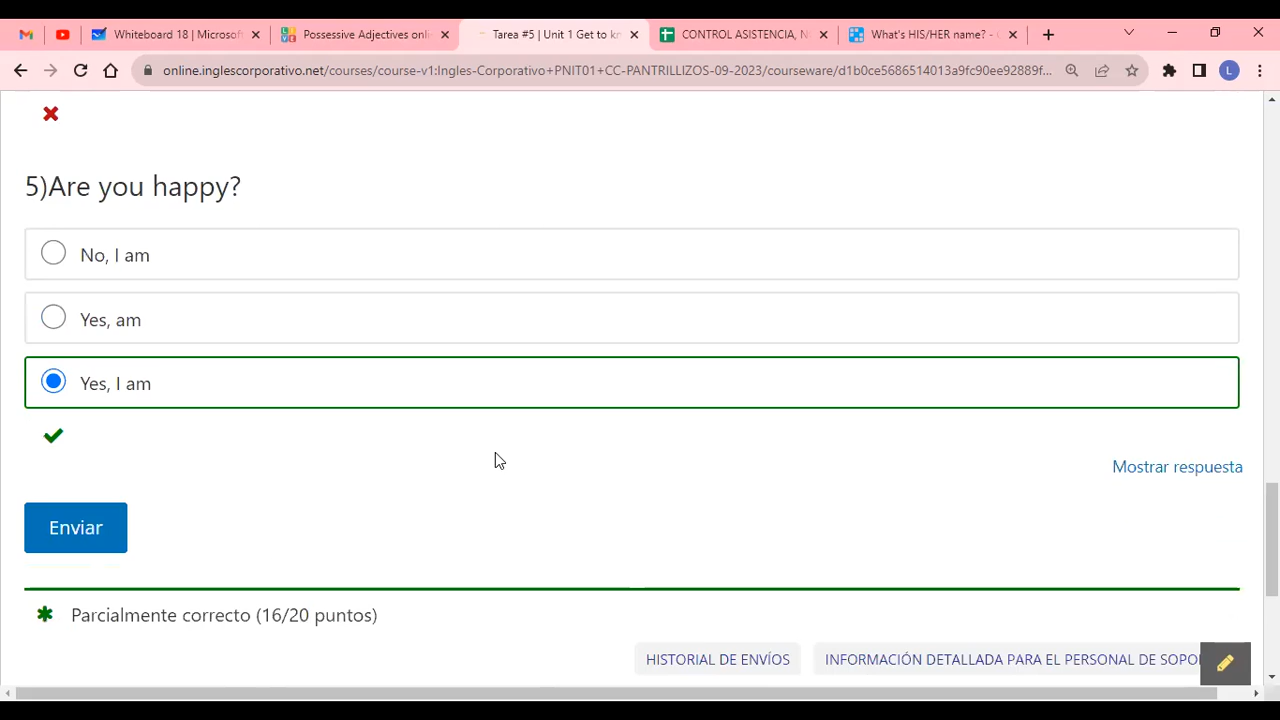 Whiteboard 18 | Microsoft
Possessive Adjectives onl
Tarea #5 | Unit 1 Get to kn
CONTROL ASISTENCIA, N
What's HIS/HER name? - 
L
online.inglescorporativo.net/courses/course-v1:Ingles-Corporativo+PNIT01+CC-PANTRILLIZOS-09-2023/courseware/d1b0ce5686514013a9fc90ee92889f...
5)Are you happy?
No, I am
Yes, am
Yes, I am
Mostrar respuesta
Enviar
Parcialmente correcto (16/20 puntos)
HISTORIAL DE ENVÍOS
INFORMACIÓN DETALLADA PARA EL PERSONAL DE SOPO